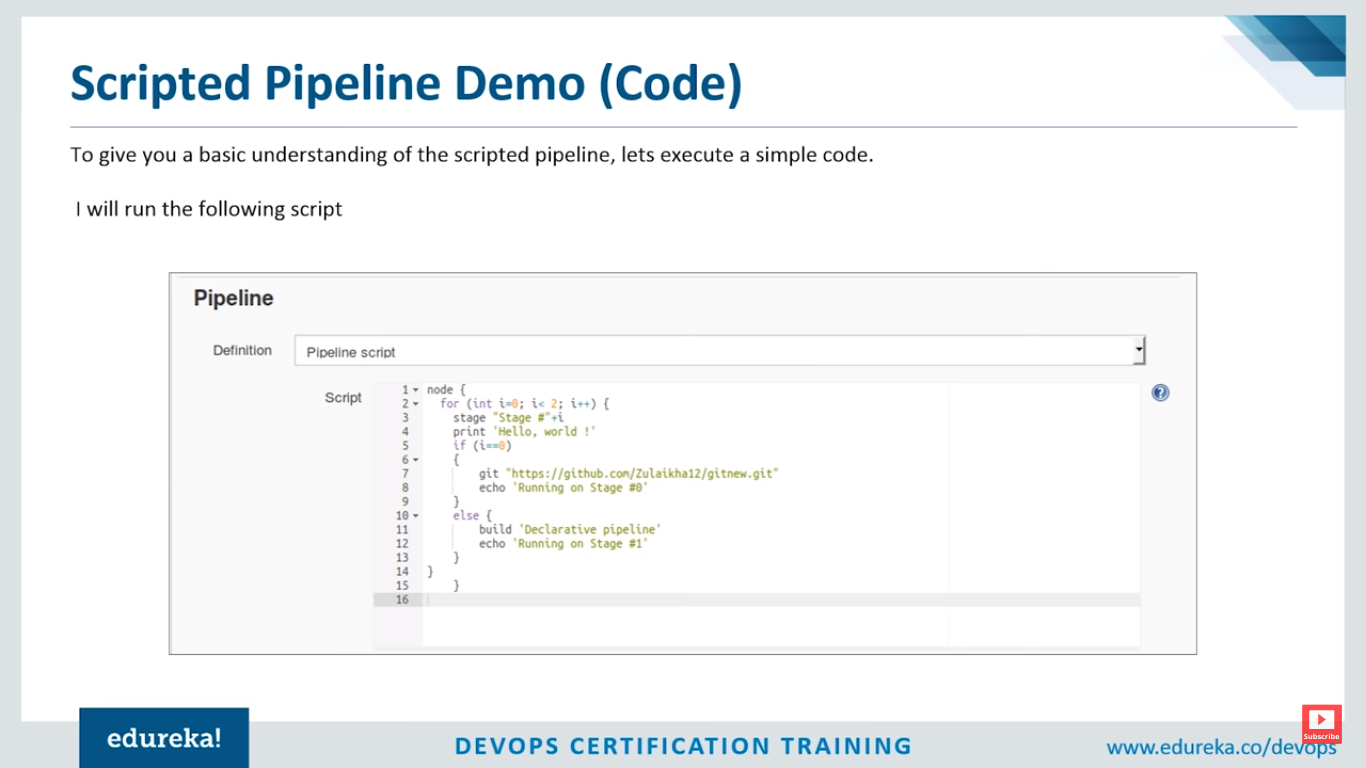 Scripted Pipeline Demo (Code)
To give you a basic understanding of the scripted pipeline, lets execute a simple code.
I will run the following script
Pipeline
Definition
Pipeline script
Script
1 node {
2 for (int i=0; i< 2; i++) {
3 stage "Stage #"+i
4 print 'Hello, world !'
5 if (i==0)
6 {
7 git "https://github.com/Zulaikha12/gitnew.git"
8 echo 'Running on Stage #0'
9 }
10 else {
11 build 'Declarative pipeline'
12 echo 'Running on Stage #1'
13 }
14 }
15 }
16
?
edureka!
DEVOPS CERTIFICATION TRAINING
www.edureka.co/devops
Subscribe